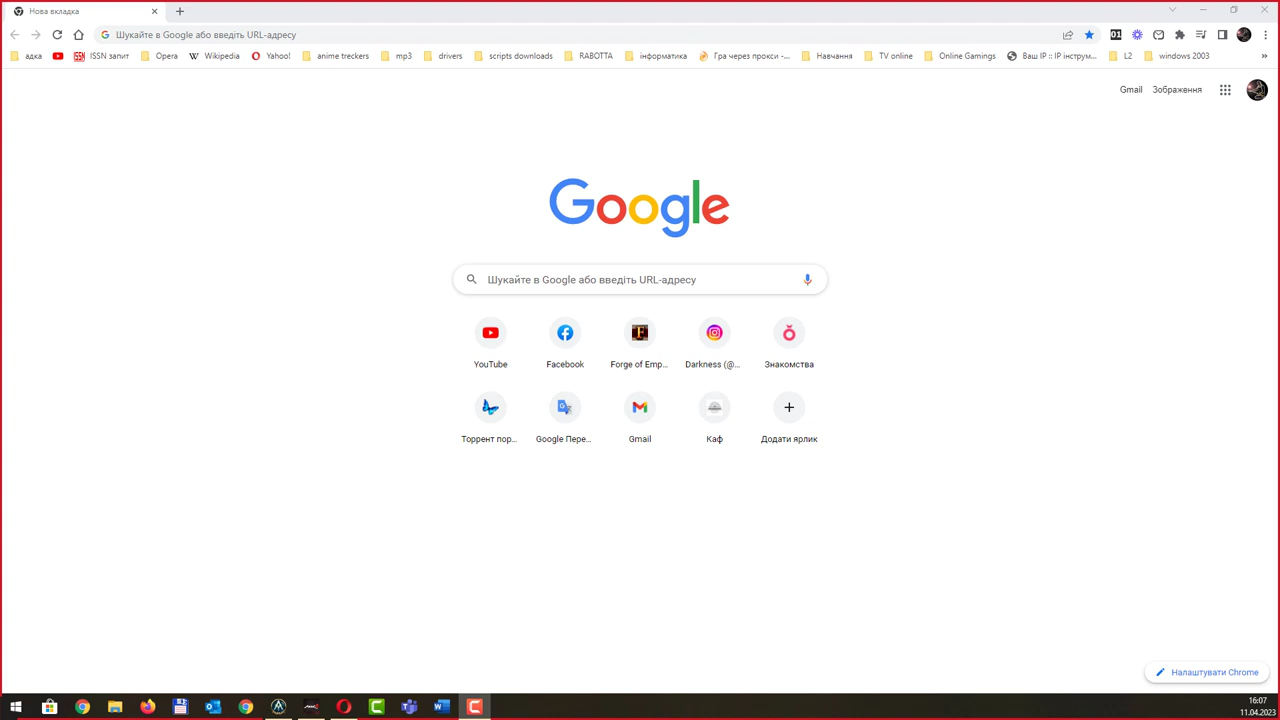 Нова вкладка
Шукайте в Google або введіть URL-адресу
адка ISSN запит Opera Wikipedia Yahoo! anime treckers mp3 drivers scripts downloads RABOTTA інформатика Гра через прокси -... Навчання TV online Online Gamings Ваш IP :: IP інструм... L2 windows 2003 »
Gmail Зображення
Google
Шукайте в Google або введіть URL-адресу
YouTube Facebook Forge of Emp... Darkness (@... Знакомства
Торрент пор... Google Пере... Gmail Каф Додати ярлик
Налаштувати Chrome
16:07
11.04.2023